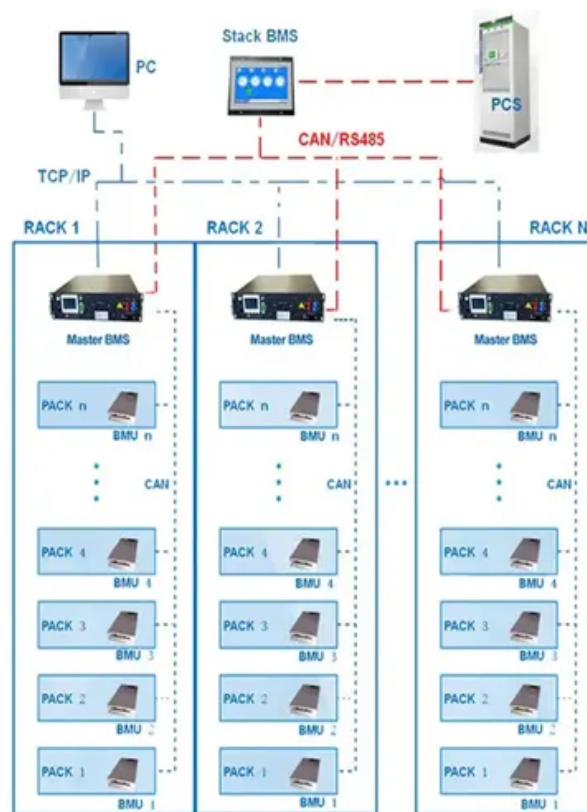 PC
Stack BMS
PCS
CAN/RS485
TCP/IP
RACK 1
RACK 2
RACK N
Master BMS
Master BMS
Master BMS
PACK n
BMU n
PACK n
BMU n
PACK n
BMU n
CAN
CAN
CAN
PACK 4
BMU 4
PACK 4
BMU 4
PACK 4
BMU 4
PACK 3
BMU 3
PACK 3
BMU 3
PACK 3
BMU 3
PACK 2
BMU 2
PACK 2
BMU 2
PACK 2
BMU 2
PACK 1
BMU 1
PACK 1
BMU 1
PACK 1
BMU 1